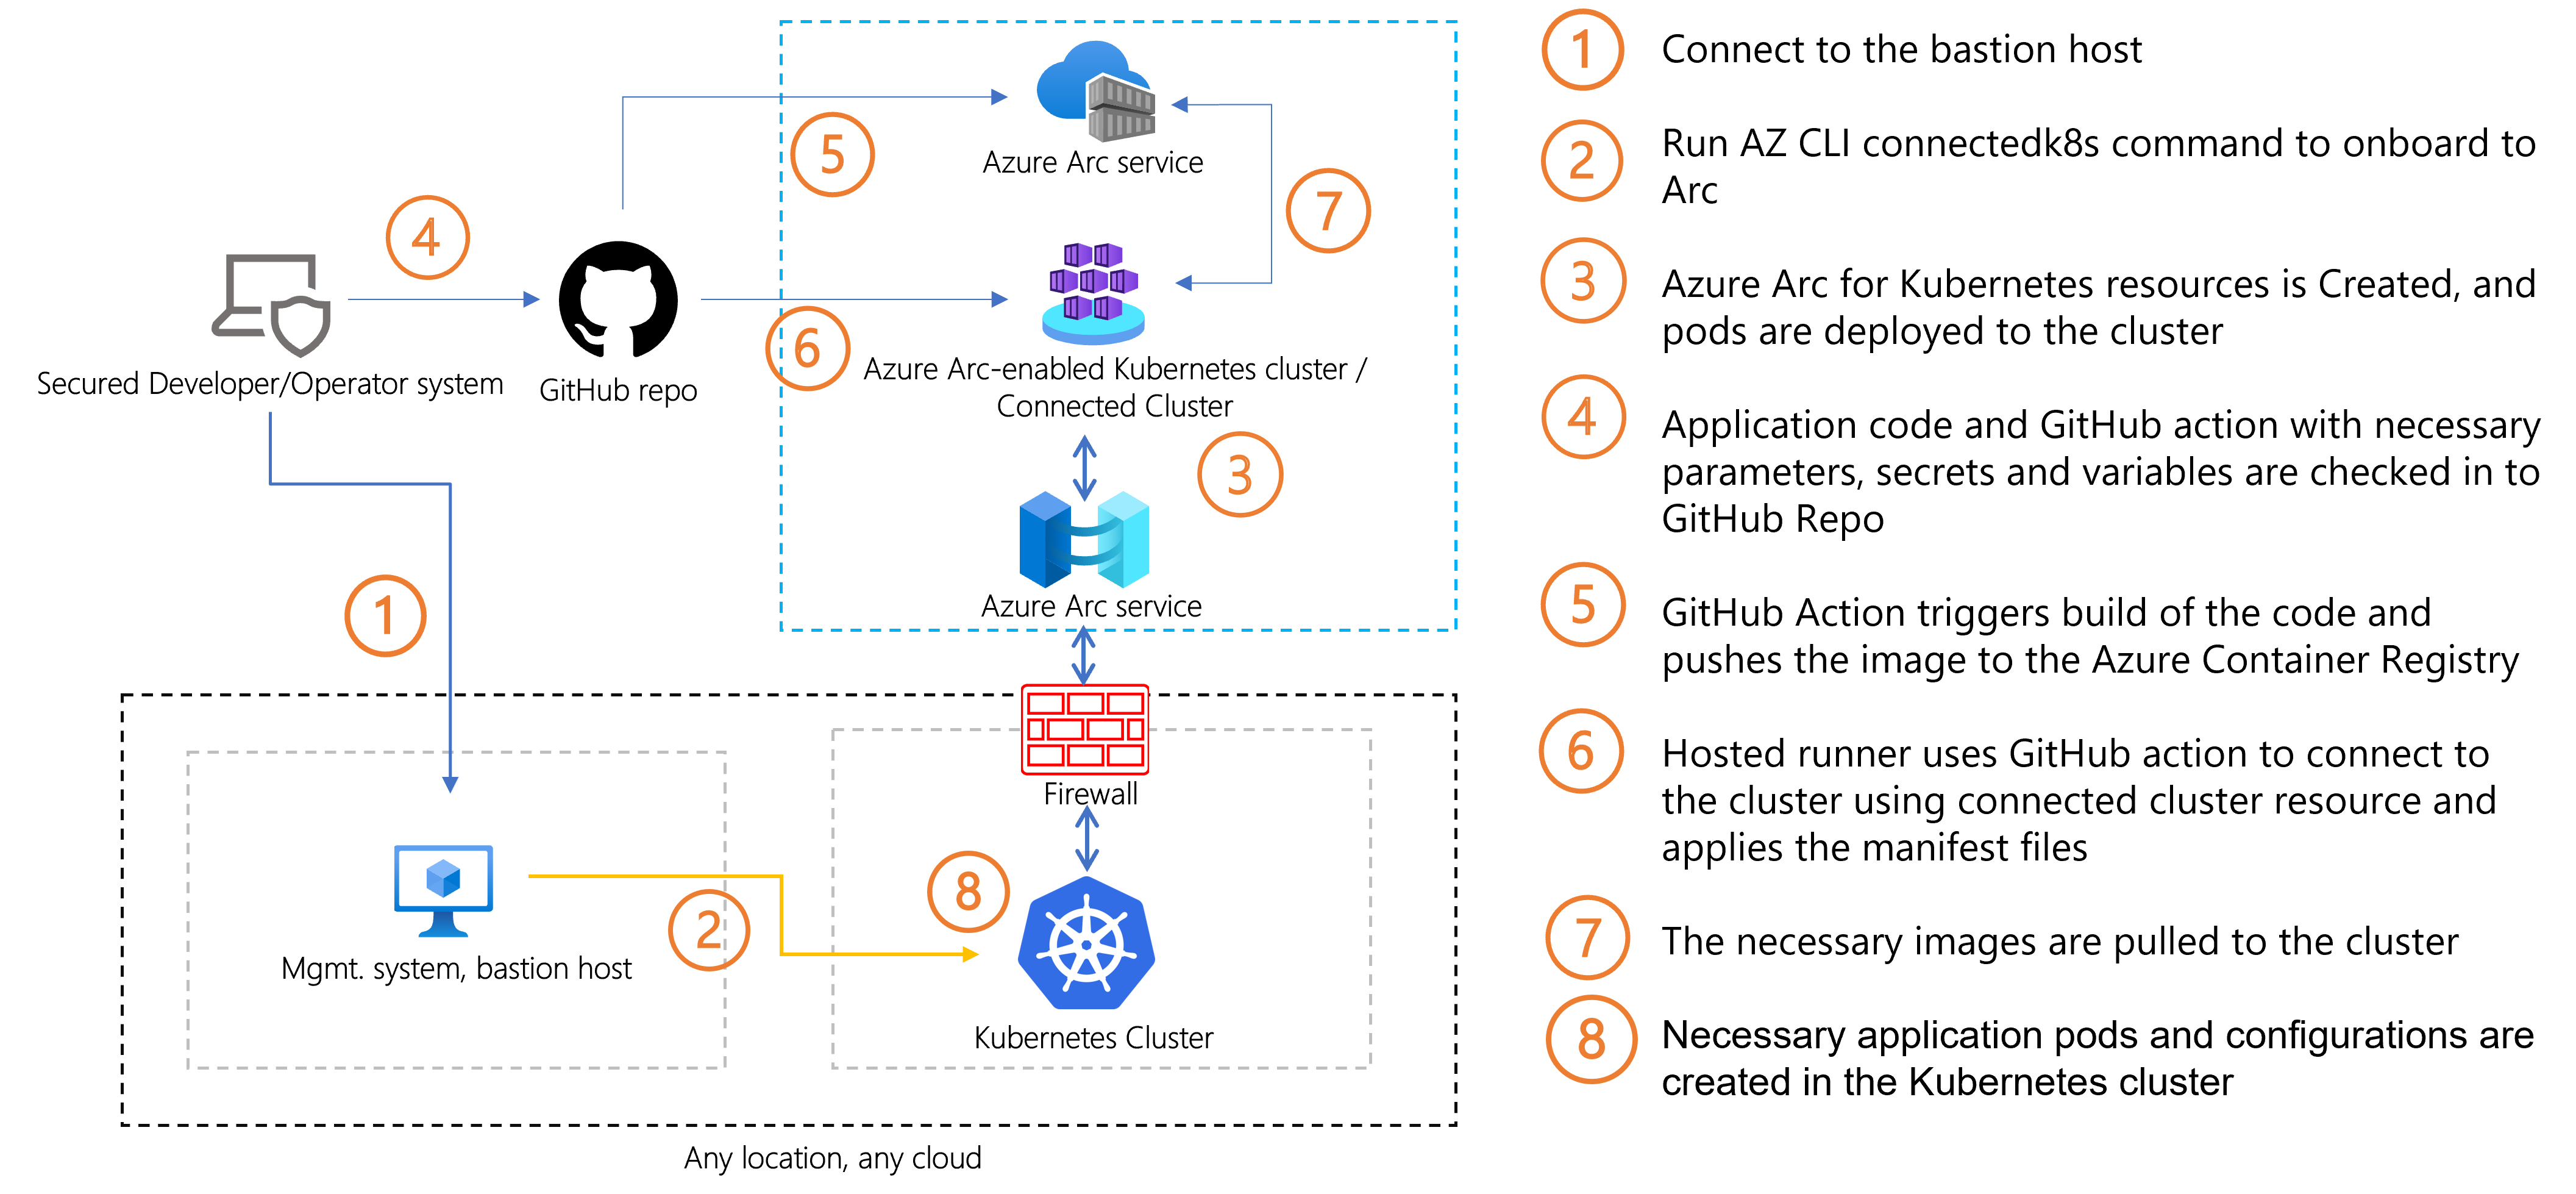 5
Azure Arc service
7
4
6
Secured Developer/Operator system
GitHub repo
Azure Arc-enabled Kubernetes cluster /
Connected Cluster
3
1
Azure Arc service
Firewall
8
2
Mgmt. system, bastion host
Kubernetes Cluster
Any location, any cloud
1
Connect to the bastion host
2
Run AZ CLI connectedk8s command to onboard to
Arc
3
Azure Arc for Kubernetes resources is Created, and
pods are deployed to the cluster
4
Application code and GitHub action with necessary
parameters, secrets and variables are checked in to
GitHub Repo
5
GitHub Action triggers build of the code and
pushes the image to the Azure Container Registry
6
Hosted runner uses GitHub action to connect to
the cluster using connected cluster resource and
applies the manifest files
7
The necessary images are pulled to the cluster
8
Necessary application pods and configurations are
created in the Kubernetes cluster